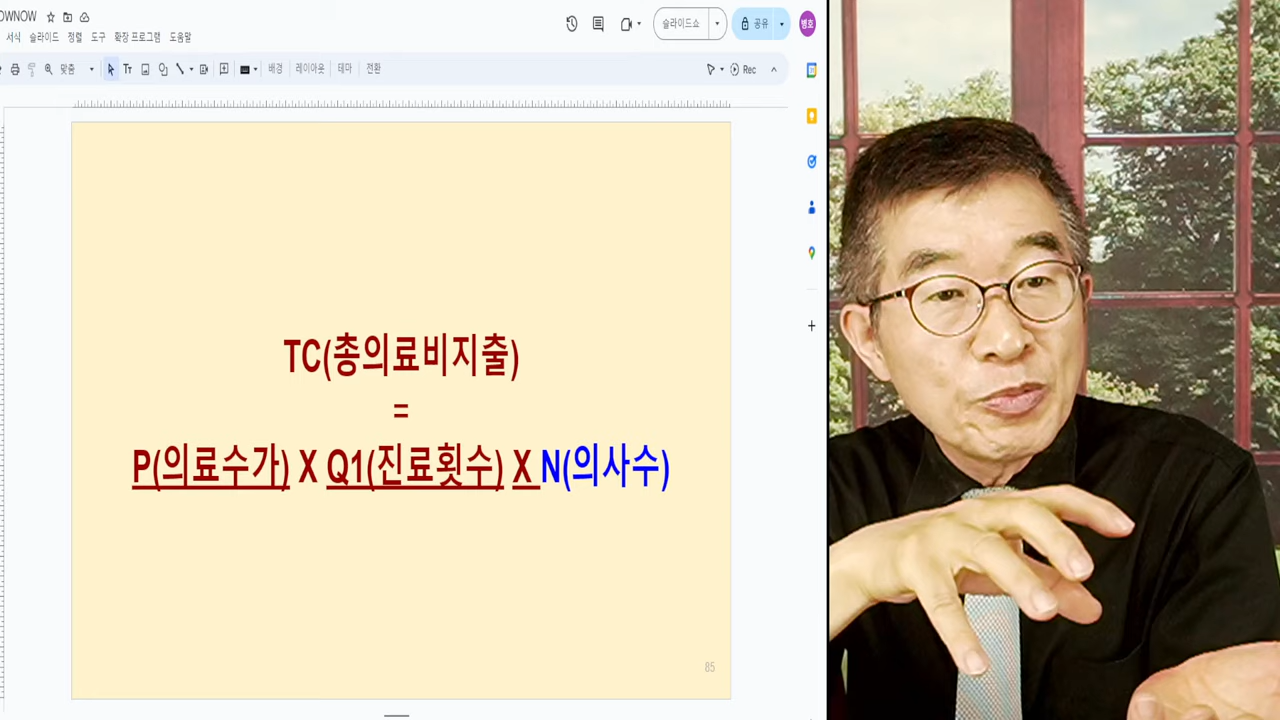 OWNOW
서식 슬라이드 정렬 도구 확장 프로그램 도움말
슬라이드쇼
공유
병호
맞춤
배경 레이아웃 테마 전환
Rec
TC(총의료비지출)
=
P(의료수가) X Q1(진료횟수) X N(의사수)
85